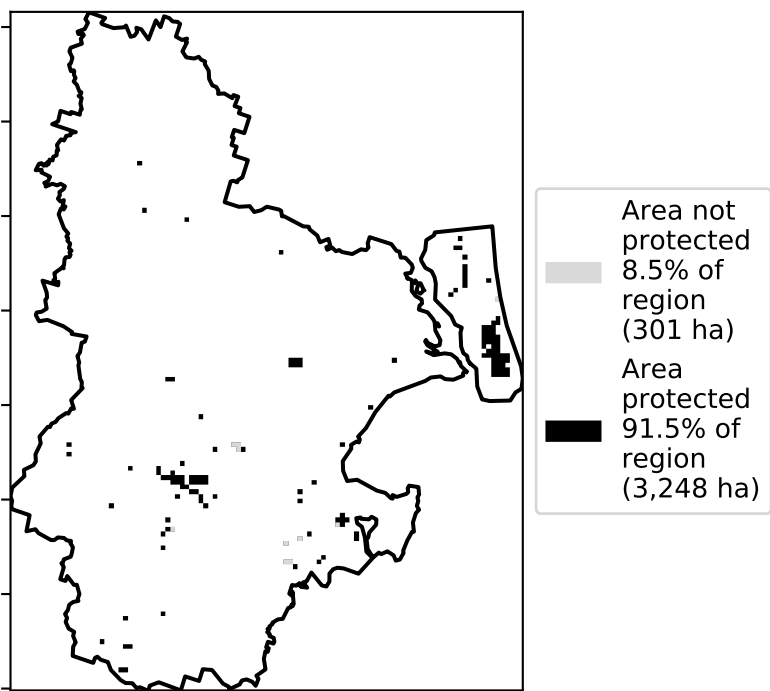 Area not
protected
8.5% of
region
(301 ha)
Area
protected
91.5% of
region
(3,248 ha)